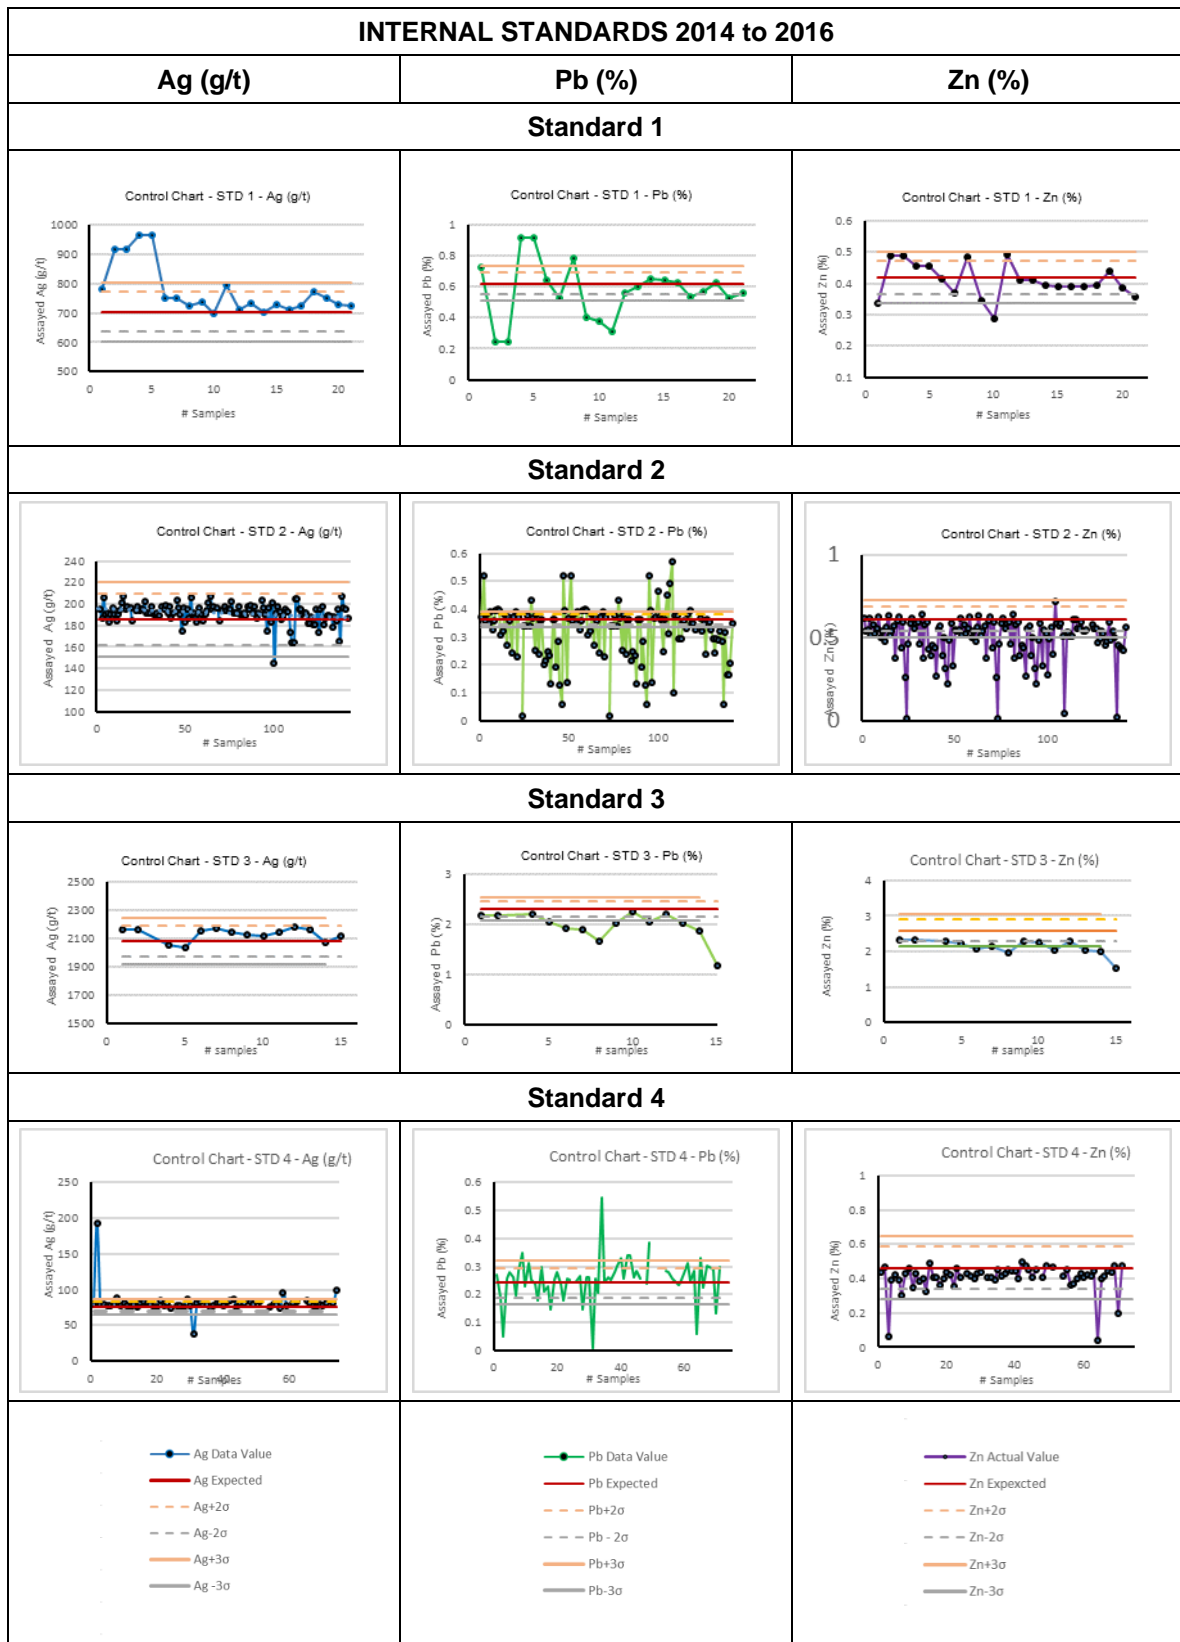 INTERNAL STANDARDS 2014 to 2016
Ag (g/t) Pb (%) Zn (%)
Standard 1
Control Chart - STD 1 - Ag (g/t)
1000
900
800
700
600
500
0 5 10 15 20
Assayed Ag (g/t)
# Samples
Control Chart - STD 1 - Pb (%)
1
0.8
0.6
0.4
0.2
0
0 5 10 15 20
Assayed Pb (%)
# Samples
Control Chart - STD 1 - Zn (%)
0.6
0.5
0.4
0.3
0.2
0.1
0 5 10 15 20
Assayed Zn (%)
# Samples
Standard 2
Control Chart - STD 2 - Ag (g/t)
240
220
200
180
160
140
120
100
0 50 100
Assayed Ag (g/t)
# Samples
Control Chart - STD 2 - Pb (%)
0.6
0.5
0.4
0.3
0.2
0.1
0
0 50 100
Assayed Pb (%)
# Samples
Control Chart - STD 2 - Zn (%)
1
0.5
0
0 50 100
Assayed Zn (%)
# Samples
Standard 3
Control Chart - STD 3 - Ag (g/t)
2500
2300
2100
1900
1700
1500
0 5 10 15
Assayed Ag (g/t)
# samples
Control Chart - STD 3 - Pb (%)
3
2
1
0
0 5 10 15
Assayed Pb (%)
# samples
Control Chart - STD 3 - Zn (%)
4
3
2
1
0
0 5 10 15
Assayed Zn (%)
# samples
Standard 4
Control Chart - STD 4 - Ag (g/t)
250
200
150
100
50
0
0 20 40 60
Assayed Ag (g/t)
# Samples
Control Chart - STD 4 - Pb (%)
0.6
0.5
0.4
0.3
0.2
0.1
0
0 20 40 60
Assayed Pb (%)
# Samples
Control Chart - STD 4 - Zn (%)
1
0.8
0.6
0.4
0.2
0
0 20 40 60
Assayed Zn (%)
# Samples
Ag Data Value
Ag Expected
Ag+2σ
Ag-2σ
Ag+3σ
Ag -3σ
Pb Data Value
Pb Expected
Pb+2σ
Pb - 2σ
Pb+3σ
Pb-3σ
Zn Actual Value
Zn Expexcted
Zn+2σ
Zn-2σ
Zn+3σ
Zn-3σ